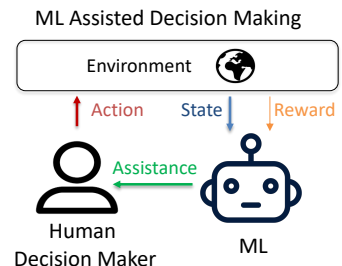 ML Assisted Decision Making
Environment
Action
State
Reward
Assistance
Human
Decision Maker
ML